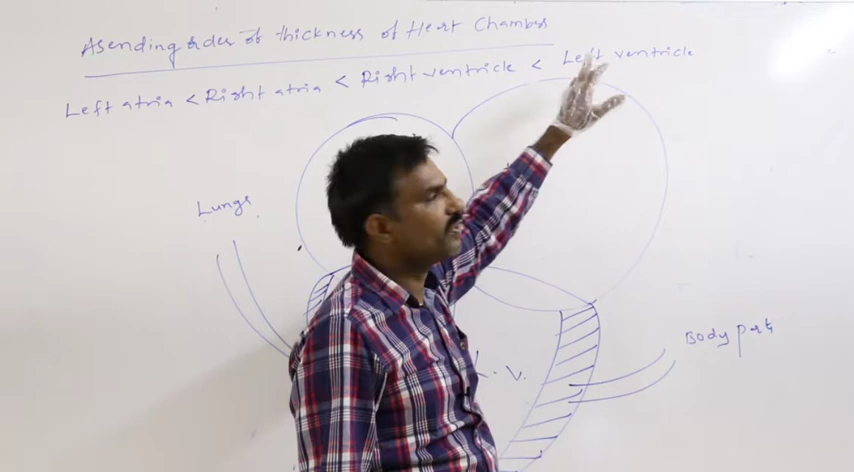 Asending order of thickness of Heart Chambers
Left atria < Right atria < Right ventricle < Left ventricle
Lungs
Body parts
L. V.